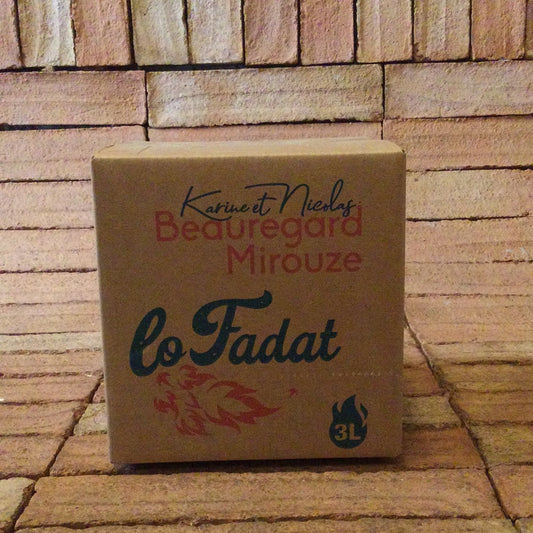 Karine et Nicolas
Beauregard
Mirouze
lo Fadat
3L